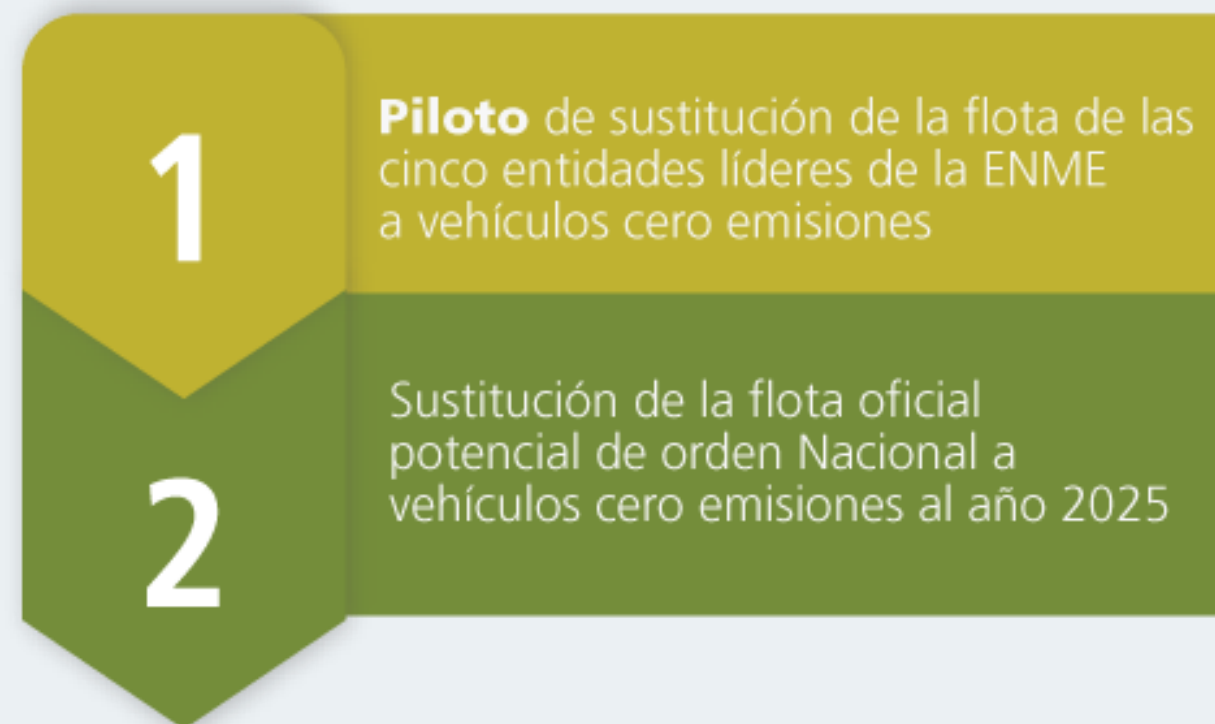 1
Piloto de sustitución de la flota de las
cinco entidades líderes de la ENME
a vehículos cero emisiones
2
Sustitución de la flota oficial
potencial de orden Nacional a
vehículos cero emisiones al año 2025